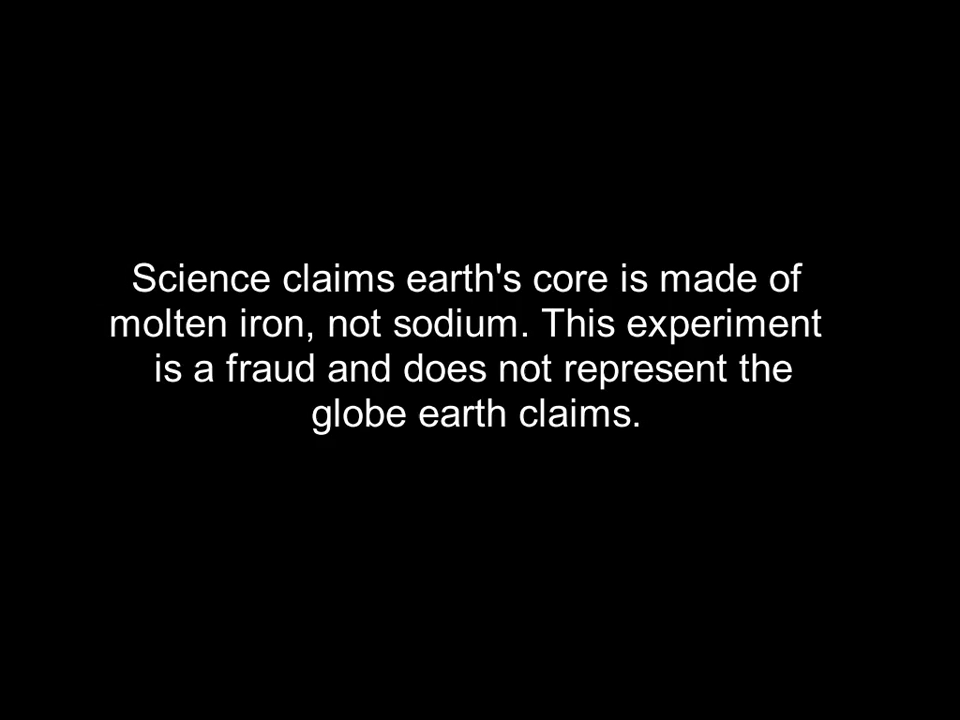 Science claims earth's core is made of
molten iron, not sodium. This experiment
is a fraud and does not represent the
globe earth claims.